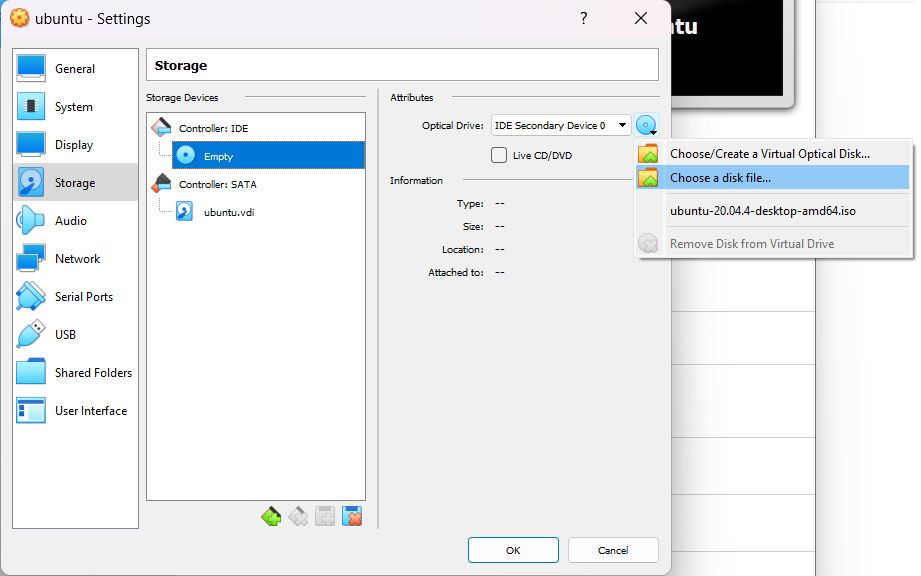 ubuntu - Settings
?
tu
General
System
Display
Storage
Audio
Network
Serial Ports
USB
Shared Folders
User Interface
Storage
Storage Devices
Controller: IDE
Empty
Controller: SATA
ubuntu.vdi
Attributes
Optical Drive: IDE Secondary Device 0
Live CD/DVD
Information
Type: --
Size: --
Location: --
Attached to: --
Choose/Create a Virtual Optical Disk...
Choose a disk file...
ubuntu-20.04.4-desktop-amd64.iso
Remove Disk from Virtual Drive
OK
Cancel